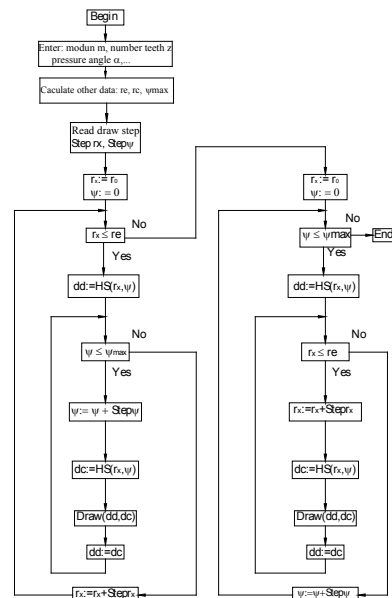 Begin
Enter: modun m, number teeth z
pressure angle α,...
Caculate other data: re, rc, ψmax
Read draw step
Step rx, Stepψ
rx:= r0
ψ:= 0
No
rx ≤ re
Yes
dd:=HS(rx,ψ)
No
ψ ≤ ψmax
Yes
ψ:= ψ + Stepψ
dc:=HS(rx,ψ)
Draw(dd,dc)
dd:=dc
rx:=rx+Steprx
rx:= r0
ψ:= 0
No
ψ ≤ ψmax
End
Yes
dd:=HS(rx,ψ)
No
rx ≤ re
Yes
rx:=rx+Steprx
dc:=HS(rx,ψ)
Draw(dd,dc)
dd:=dc
ψ:=ψ+Stepψ